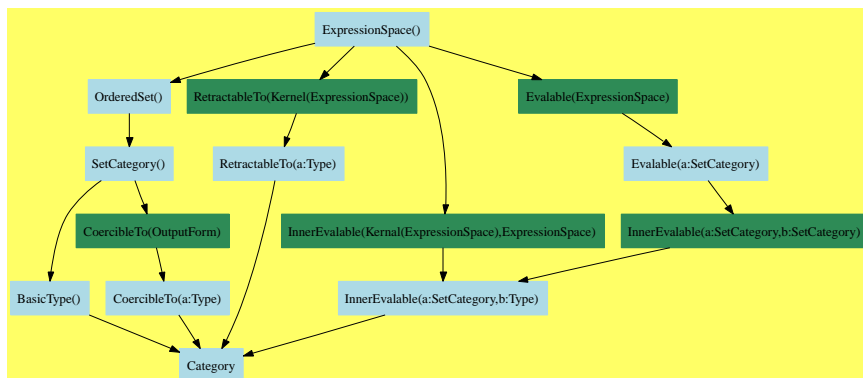 ExpressionSpace()
OrderedSet()
RetractableTo(Kernel(ExpressionSpace))
Evalable(ExpressionSpace)
SetCategory()
RetractableTo(a:Type)
Evalable(a:SetCategory)
CoercibleTo(OutputForm)
InnerEvalable(Kernal(ExpressionSpace),ExpressionSpace)
InnerEvalable(a:SetCategory,b:SetCategory)
BasicType()
CoercibleTo(a:Type)
InnerEvalable(a:SetCategory,b:Type)
Category